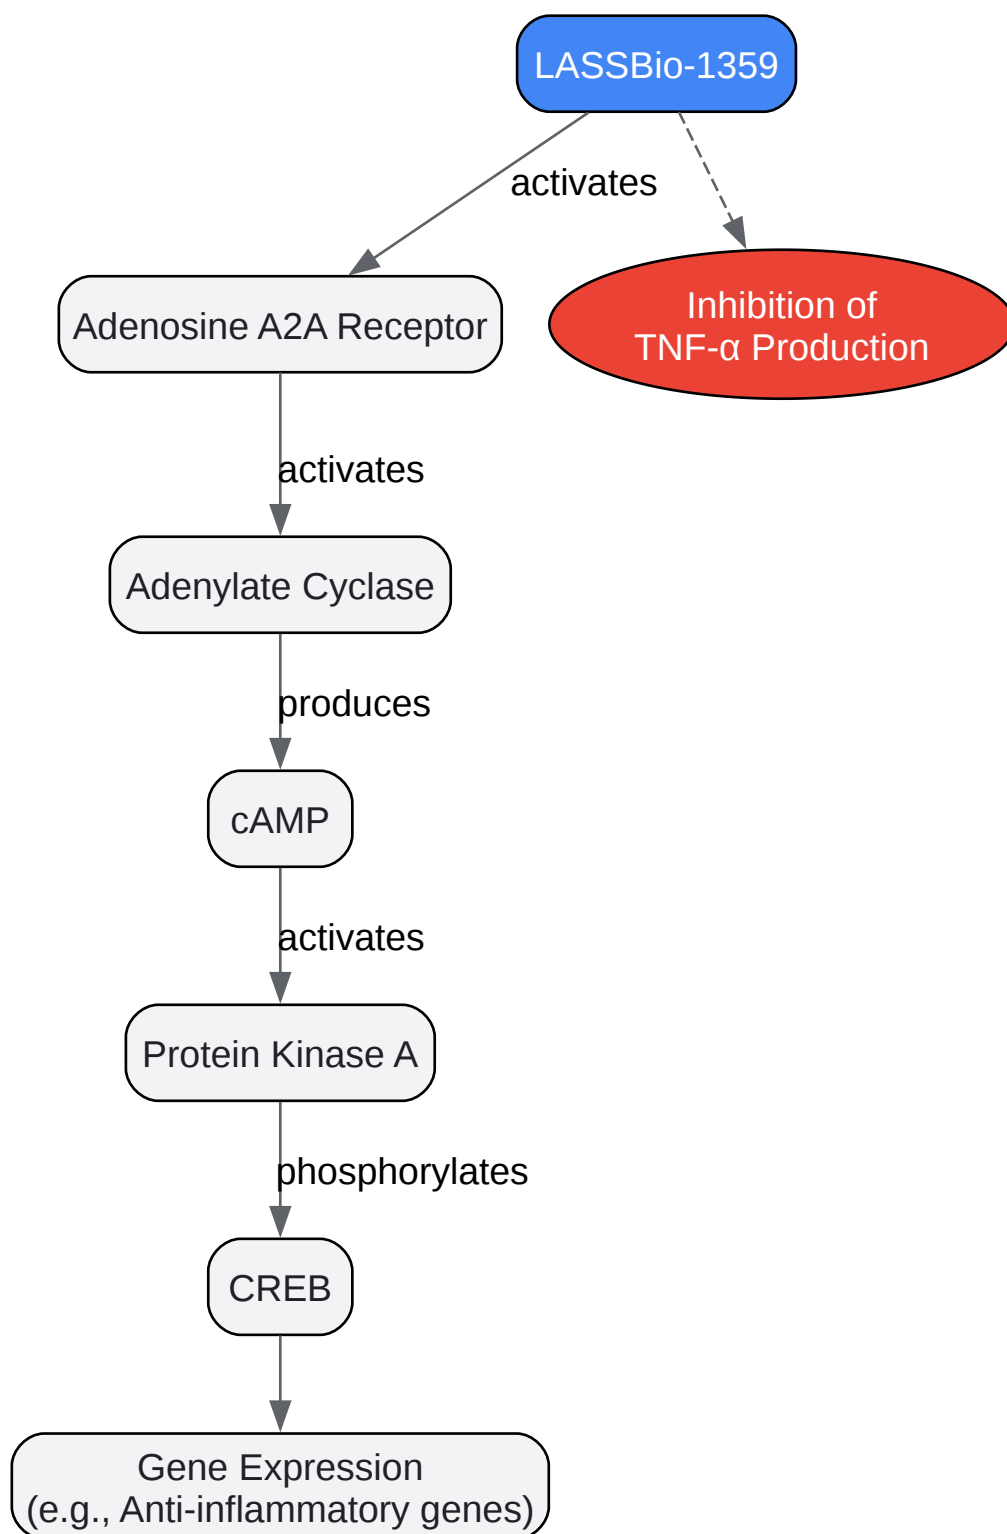 LASSBio-1359
activates
Adenosine A2A Receptor
Inhibition of
TNF-α Production
activates
Adenylate Cyclase
produces
cAMP
activates
Protein Kinase A
phosphorylates
CREB
Gene Expression
(e.g., Anti-inflammatory genes)